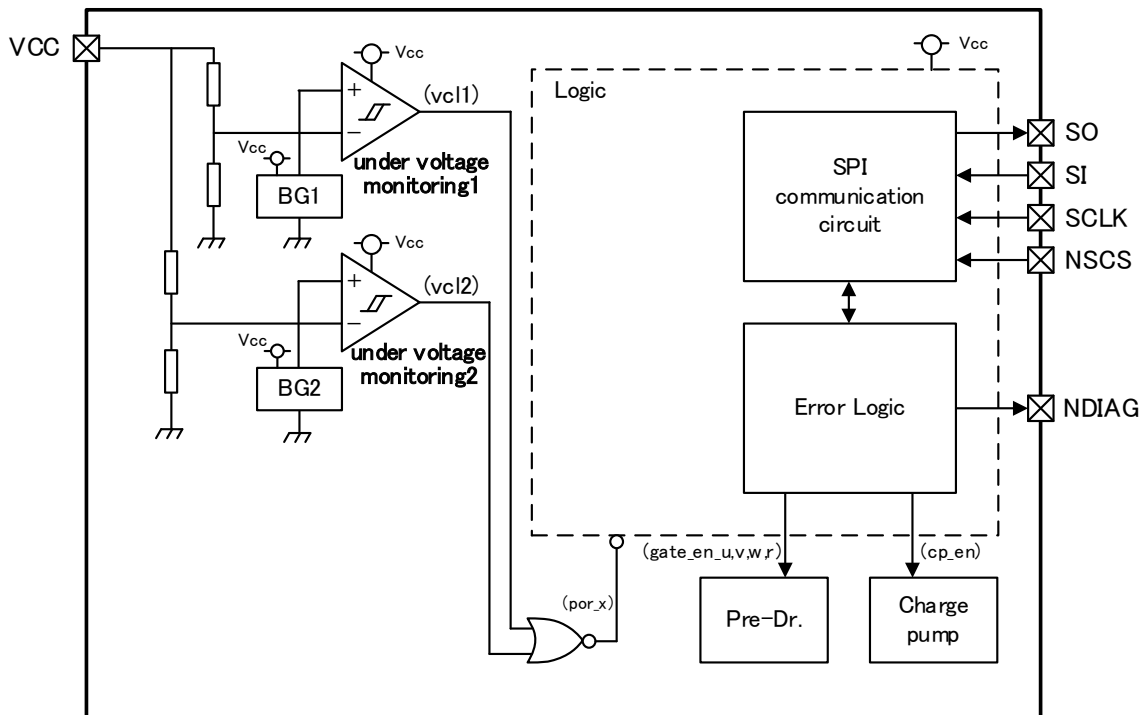 VCC
Vcc
Vcc
Logic
+
(vcl1)
−
SO
Vcc
under voltage
monitoring1
SPI
communication
circuit
SI
BG1
SCLK
Vcc
NSCS
+
(vcl2)
−
Vcc
under voltage
monitoring2
BG2
Error Logic
NDIAG
(gate_en_u,v,w,r)
(cp_en)
(por_x)
Pre-Dr.
Charge
pump